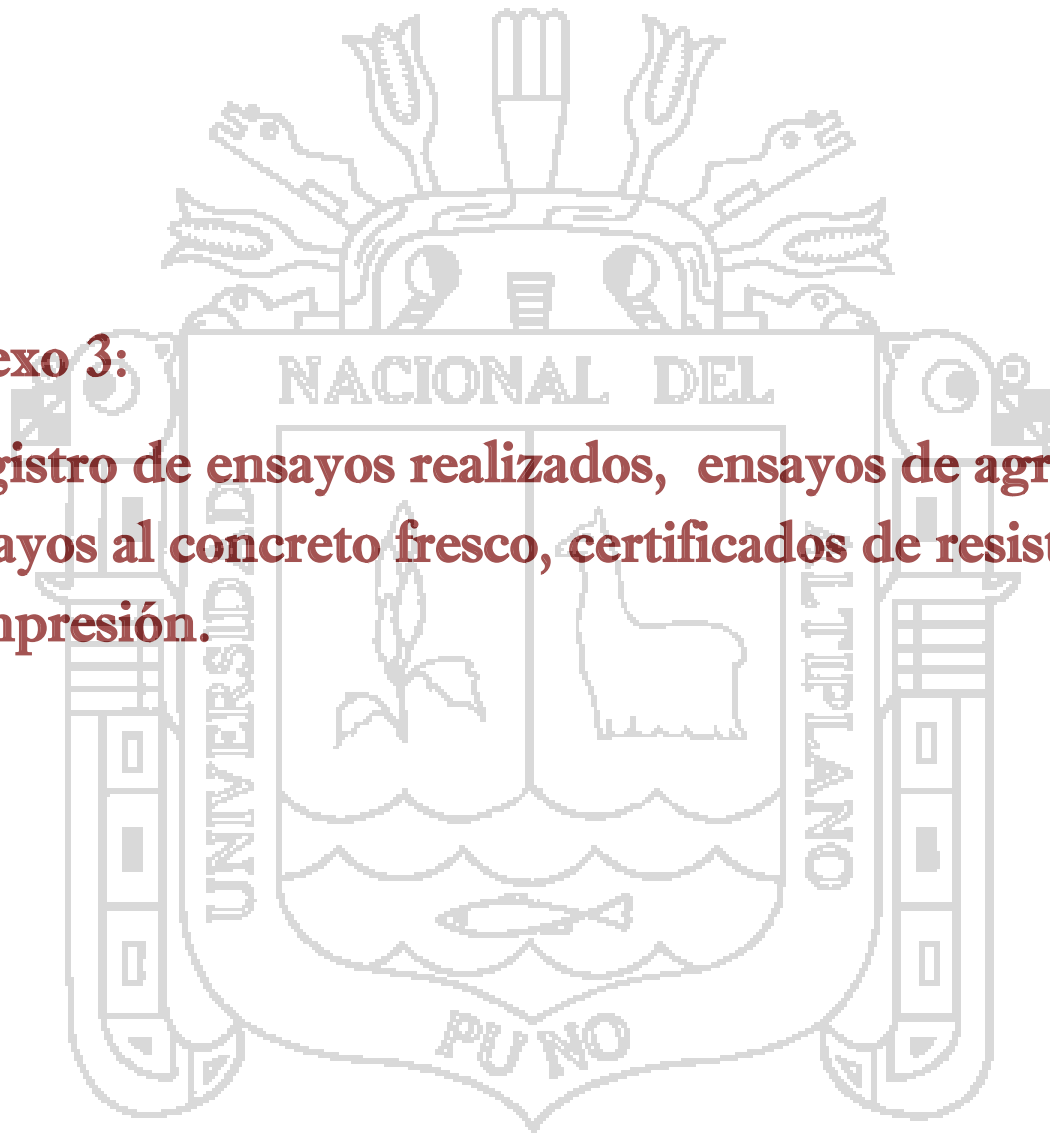 exo 3:
gistro de ensayos realizados, ensayos de agr
ayos al concreto fresco, certificados de resist
npresión.
NACIONAL DEL
UNIVERSIDAD
ALTIPLANO
PUNO